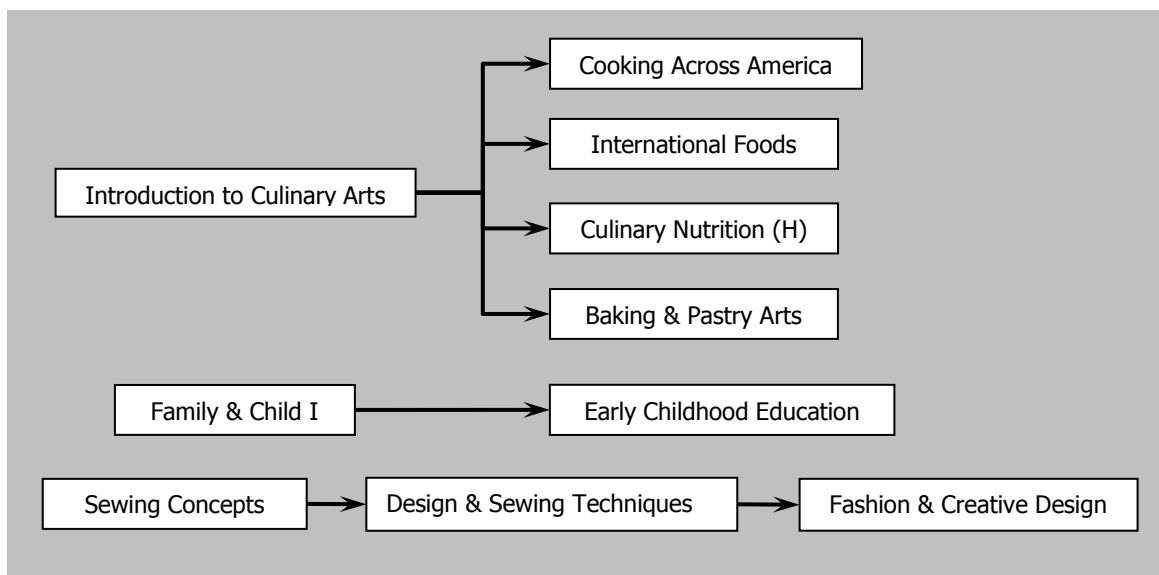 Cooking Across America
International Foods
Introduction to Culinary Arts
Culinary Nutrition (H)
Baking & Pastry Arts
Family & Child I
Early Childhood Education
Sewing Concepts
Design & Sewing Techniques
Fashion & Creative Design